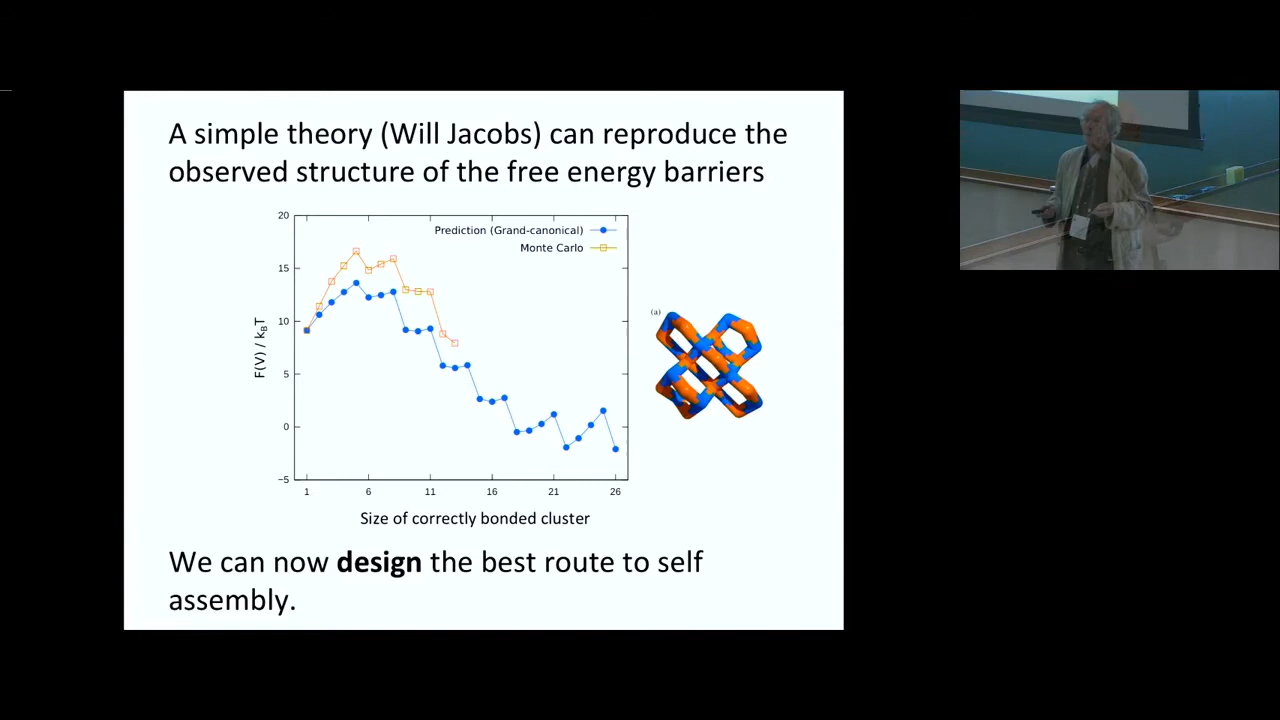 A simple theory (Will Jacobs) can reproduce the
observed structure of the free energy barriers
20
15
10
5
0
−5
F(V) / kBT
Prediction (Grand-canonical)
Monte Carlo
1 6 11 16 21 26
Size of correctly bonded cluster
(a)
We can now design the best route to self
assembly.